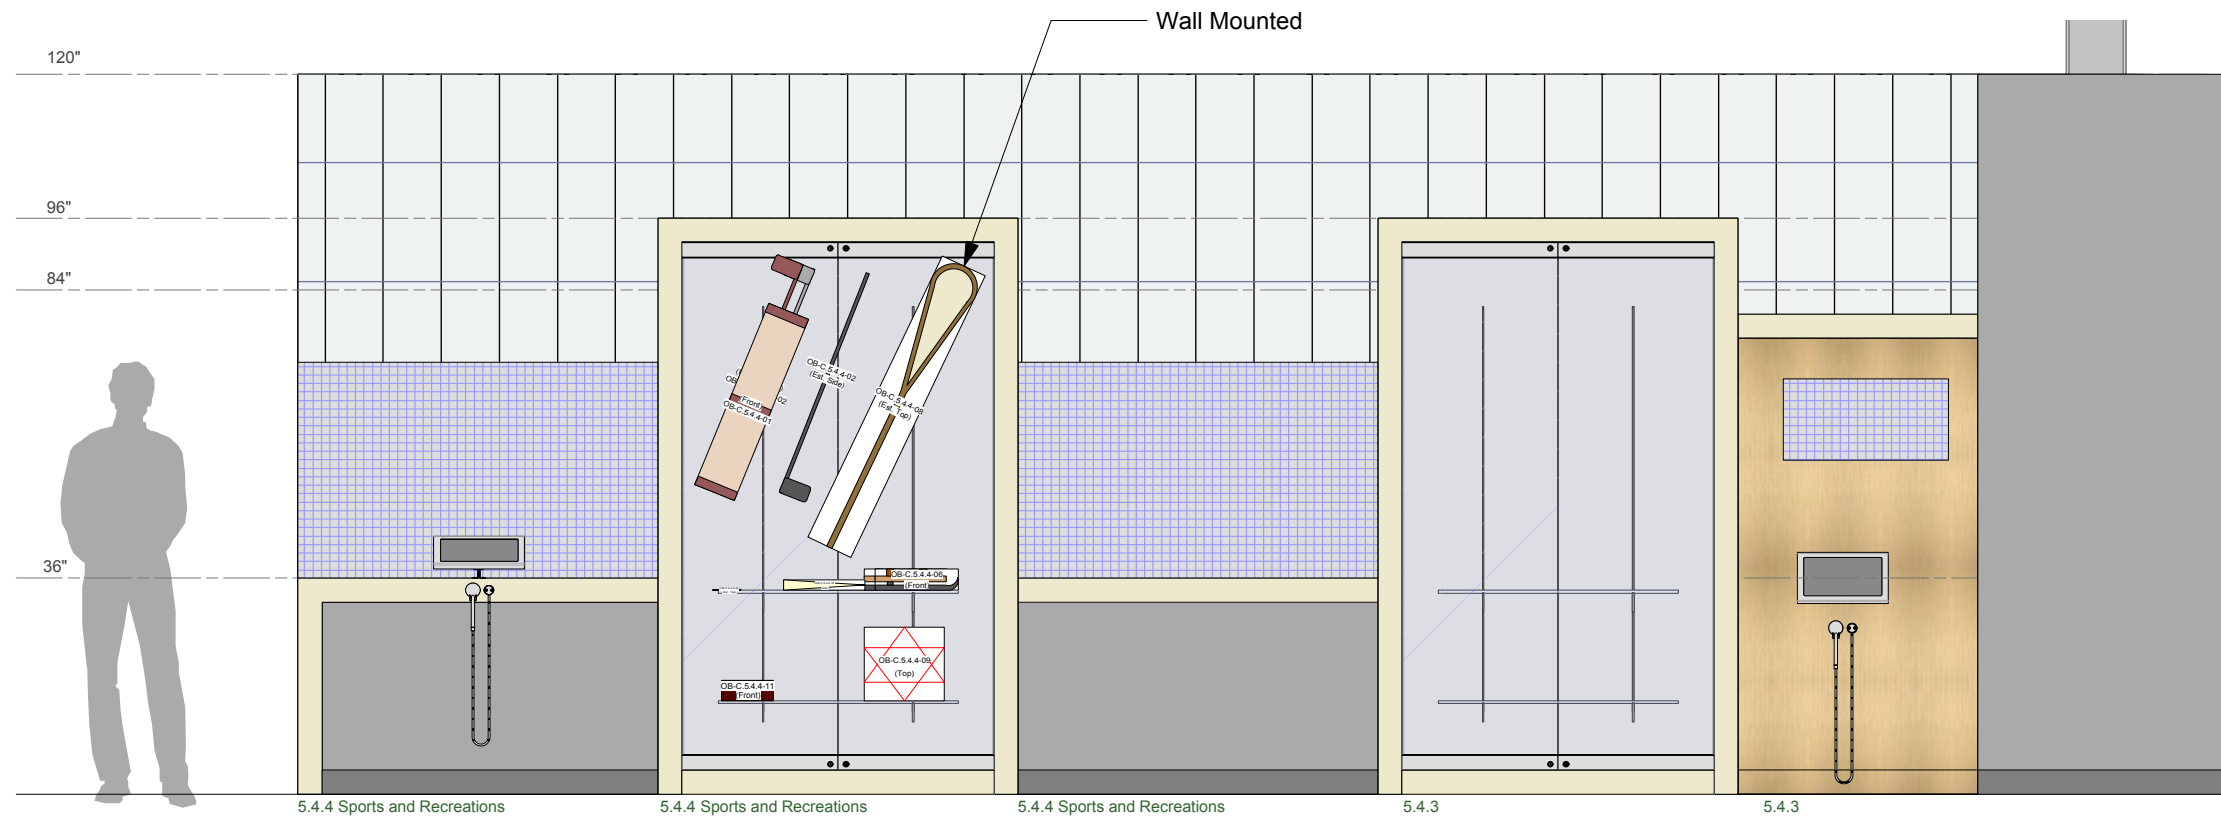 Wall Mounted
120"
96"
84"
36"
OB-C.5.4.4-02
(Est. Side)
(Front)
OB-C.5.4.4-01
OB-C.5.4.4-08
(Est. Top)
OB-C.5.4.4-06
(Front)
OB-C.5.4.4-09
(Top)
OB-C.5.4.4-11
(Front)
5.4.4 Sports and Recreations
5.4.4 Sports and Recreations
5.4.4 Sports and Recreations
5.4.3
5.4.3